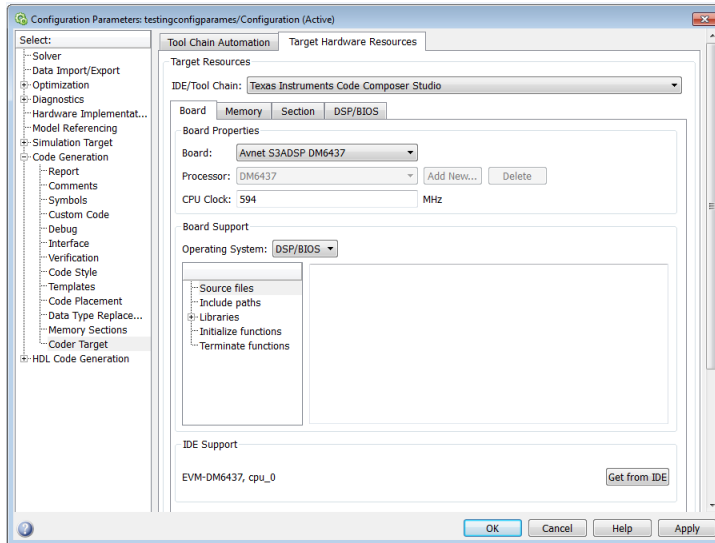 Configuration Parameters: testingconfigparames/Configuration (Active)
Select:
Solver
Data Import/Export
Optimization
Diagnostics
Hardware Implementat...
Model Referencing
Simulation Target
Code Generation
Report
Comments
Symbols
Custom Code
Debug
Interface
Verification
Code Style
Templates
Code Placement
Data Type Replace...
Memory Sections
Coder Target
HDL Code Generation
Tool Chain Automation Target Hardware Resources
Target Resources
IDE/Tool Chain: Texas Instruments Code Composer Studio
Board Memory Section DSP/BIOS
Board Properties
Board: Avnet S3ADSP DM6437
Processor: DM6437 Add New... Delete
CPU Clock: 594 MHz
Board Support
Operating System: DSP/BIOS
Source files
Include paths
Libraries
Initialize functions
Terminate functions
IDE Support
EVM-DM6437, cpu_0 Get from IDE
OK Cancel Help Apply